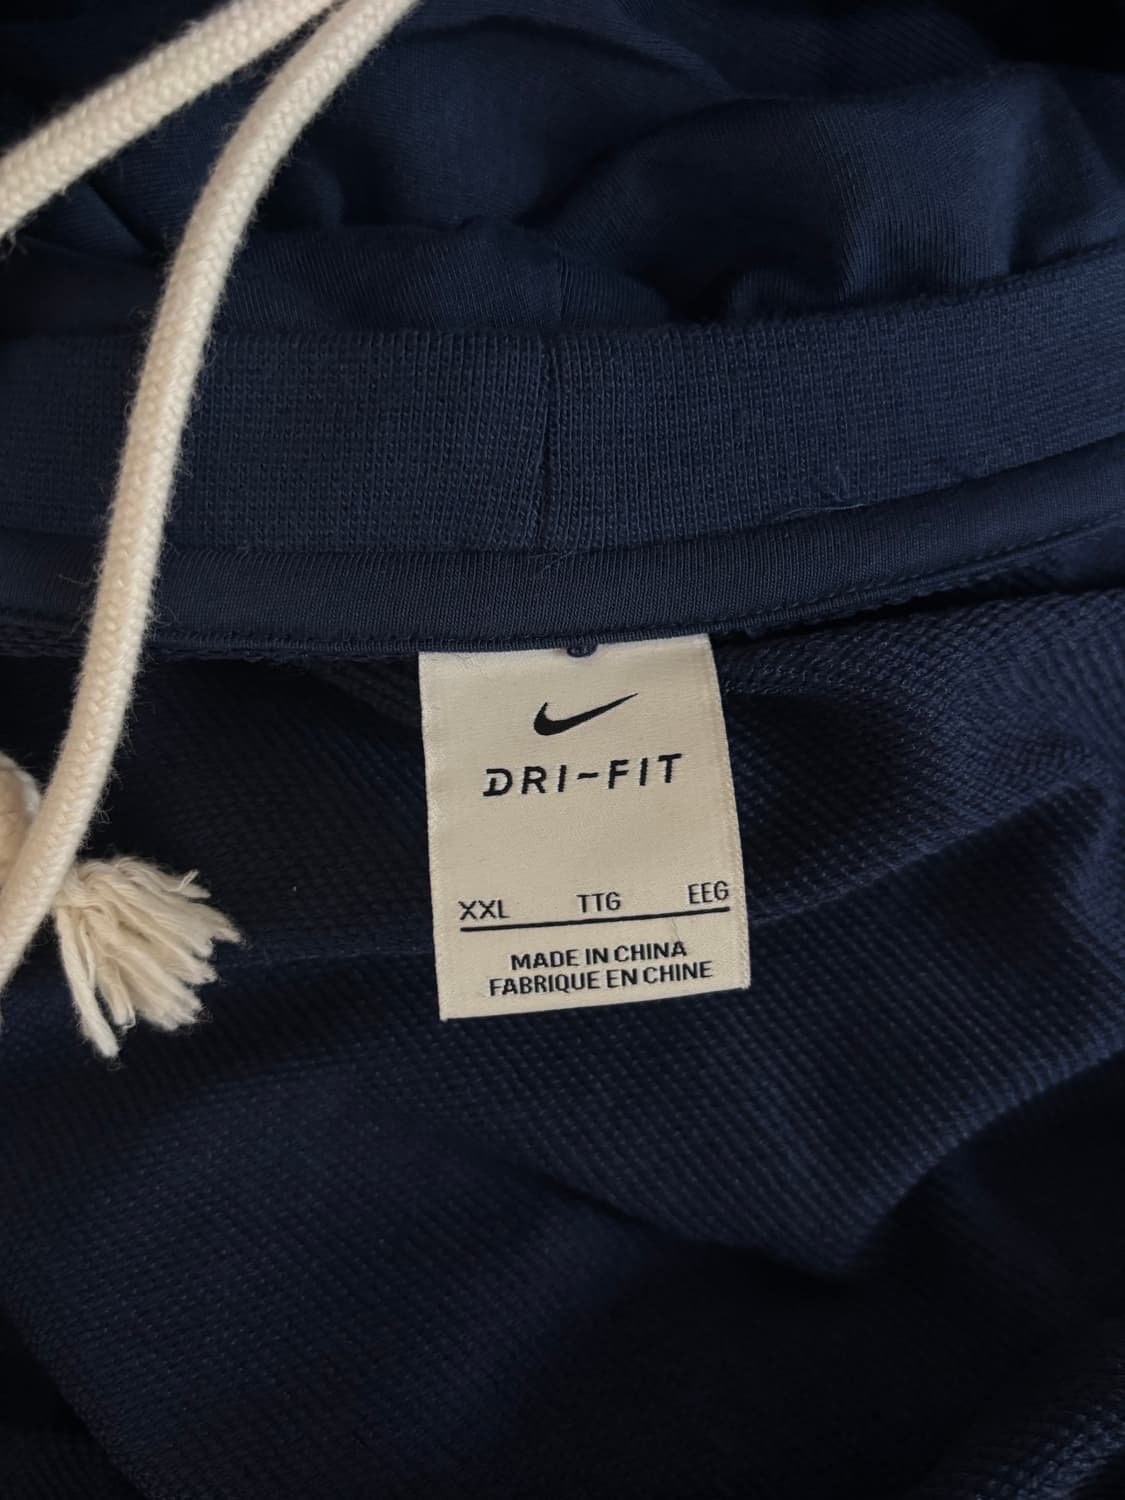 DRI-FIT
XXL TTG EEG
MADE IN CHINA
FABRIQUE EN CHINE